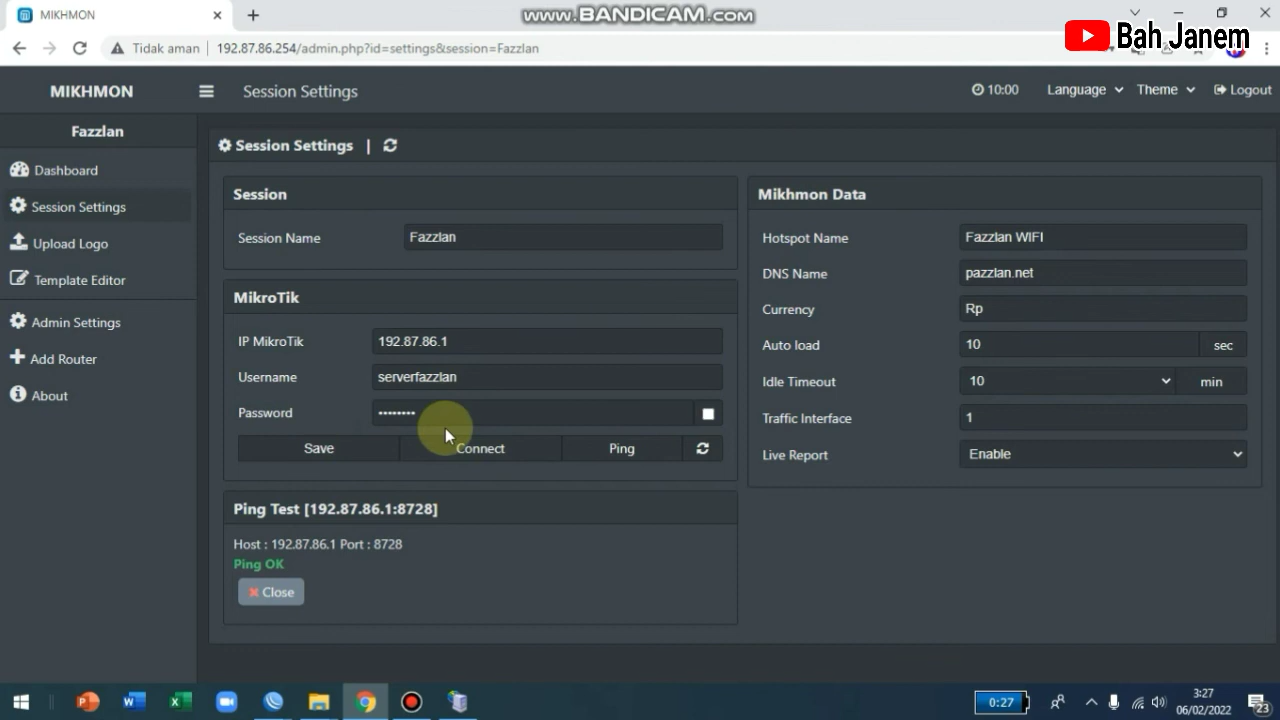 MIKHMON
www.BANDICAM.com
Bah Janem
Tidak aman
192.87.86.254/admin.php?id=settings&session=Fazzlan
MIKHMON
Session Settings
10:00
Language
Theme
Logout
Fazzlan
Dashboard
Session Settings
Upload Logo
Template Editor
Admin Settings
Add Router
About
Session Settings |
Session
Session Name
Fazzlan
MikroTik
IP MikroTik
192.87.86.1
Username
serverfazzlan
Password
••••••••
Save
Connect
Ping
Ping Test [192.87.86.1:8728]
Host : 192.87.86.1 Port : 8728
Ping OK
Close
Mikhmon Data
Hotspot Name
Fazzlan WIFI
DNS Name
pazzlan.net
Currency
Rp
Auto load
10
sec
Idle Timeout
10
min
Traffic Interface
1
Live Report
Enable
0:27
3:27
06/02/2022
23